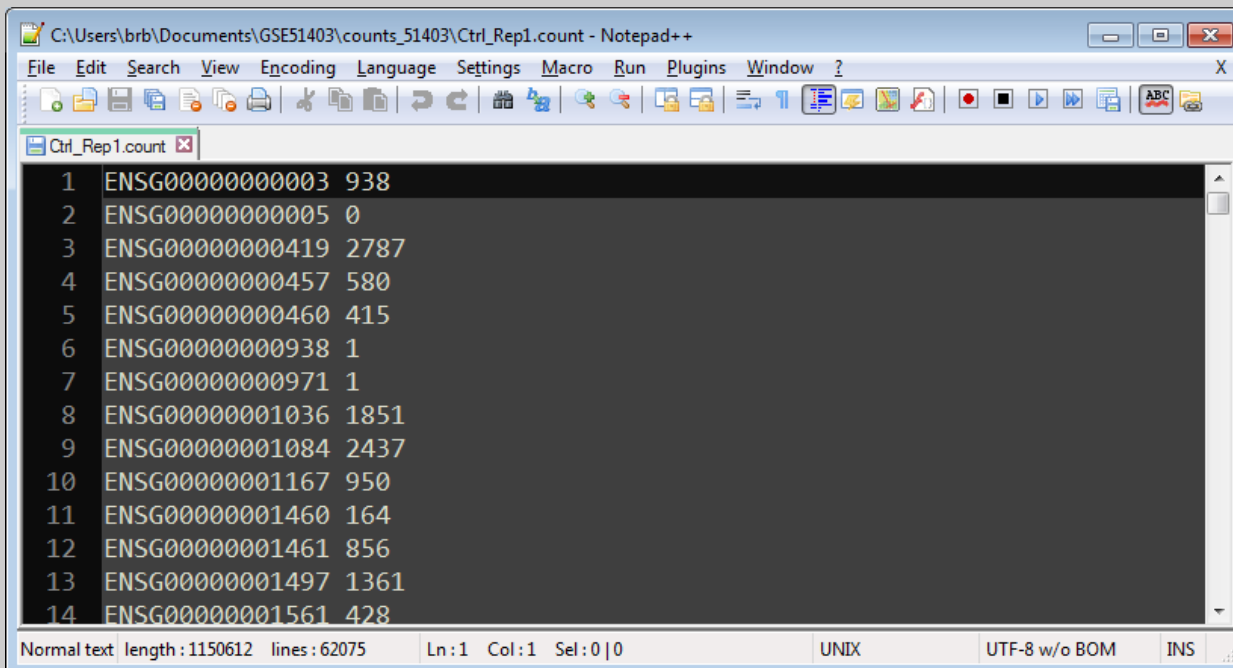 C:\Users\brb\Documents\GSE51403\counts_51403\Ctrl_Rep1.count - Notepad++
File Edit Search View Encoding Language Settings Macro Run Plugins Window ? X
ABC
Ctrl_Rep1.count
1 ENSG00000000003 938
2 ENSG00000000005 0
3 ENSG00000000419 2787
4 ENSG00000000457 580
5 ENSG00000000460 415
6 ENSG00000000938 1
7 ENSG00000000971 1
8 ENSG00000001036 1851
9 ENSG00000001084 2437
10 ENSG00000001167 950
11 ENSG00000001460 164
12 ENSG00000001461 856
13 ENSG00000001497 1361
14 ENSG00000001561 428
Normal text length : 1150612 lines : 62075 Ln : 1 Col : 1 Sel : 0 | 0 UNIX UTF-8 w/o BOM INS